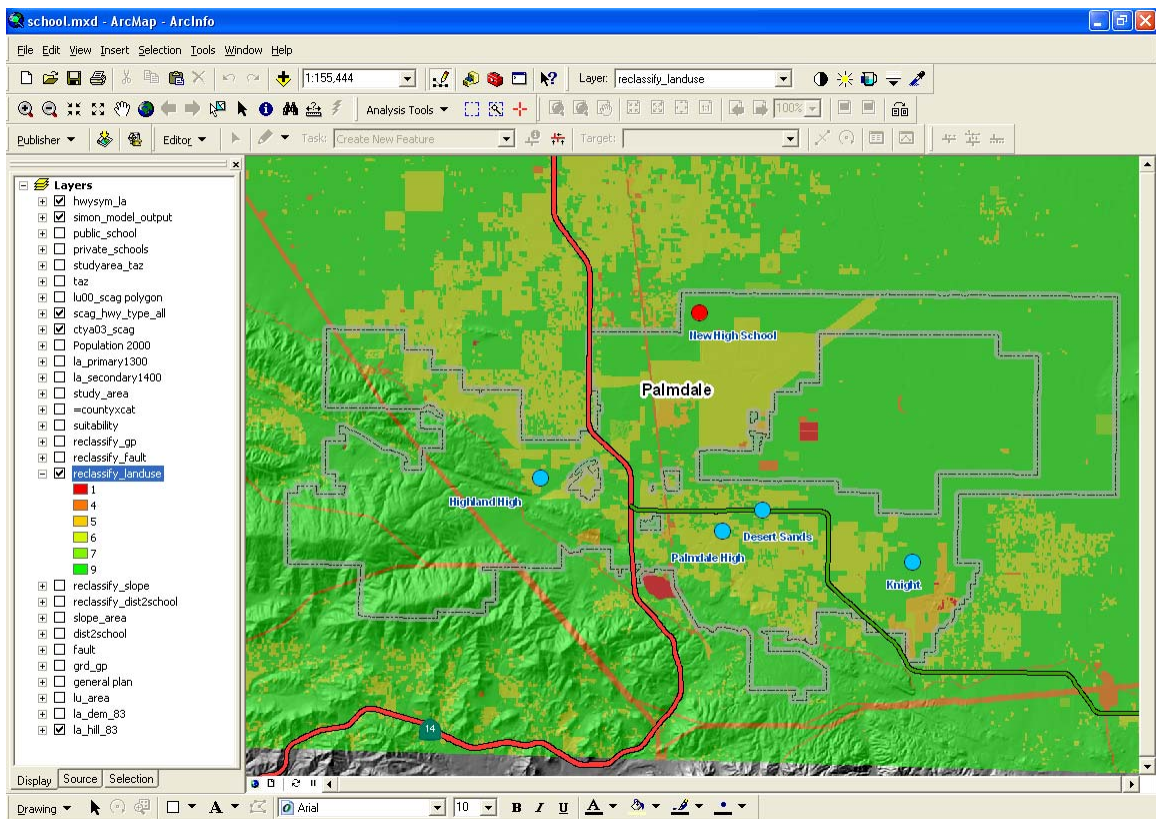 school.mxd - ArcMap - ArcInfo
File Edit View Insert Selection Tools Window Help
1:155,444 Layer: reclassify_landuse
Analysis Tools 100%
Publisher Editor Task: Create New Feature Target:
Layers
hwysym_la
simon_model_output
public_school
private_schools
studyarea_taz
taz
lu00_scag polygon
scag_hwy_type_all
ctya03_scag
Population 2000
la_primary1300
la_secondary1400
study_area
=countyxcat
suitability
reclassify_gp
reclassify_fault
reclassify_landuse
1
4
5
6
7
9
reclassify_slope
reclassify_dist2school
slope_area
dist2school
fault
grd_gp
general plan
lu_area
la_dem_83
la_hill_83
New High School
Palmdale
Highland High
Desert Sands
Palmdale High
Knight
14
Display Source Selection
Drawing A Arial 10 B I U A